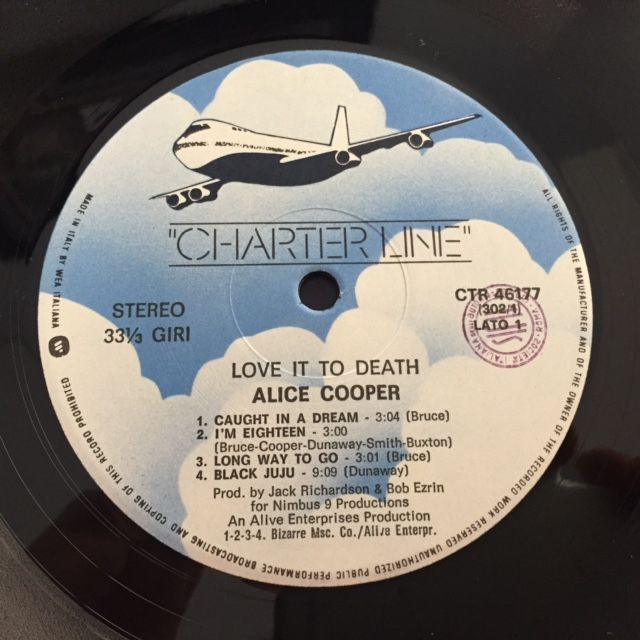 "CHARTER LINE"
STEREO
33⅓ GIRI
CTR 46177
(302/1)
LATO 1
LOVE IT TO DEATH
ALICE COOPER
1. CAUGHT IN A DREAM - 3:04 (Bruce)
2. I'M EIGHTEEN - 3:00
(Bruce-Cooper-Dunaway-Smith-Buxton)
3. LONG WAY TO GO - 3:01 (Bruce)
4. BLACK JUJU - 9:09 (Dunaway)
Prod. by Jack Richardson & Bob Ezrin
for Nimbus 9 Productions
An Alive Enterprises Production
1-2-3-4. Bizarre Msc. Co./Alive Enterpr.
MADE IN ITALY BY WEA ITALIANA
ALL RIGHTS OF THE MANUFACTURER AND OF THE OWNER OF THE RECORDED WORK RESERVED UNAUTHORIZED PUBLIC PERFORMANCE BROADCASTING AND COPYING OF THIS RECORD PROHIBITED
SOCIETA ITALIANA